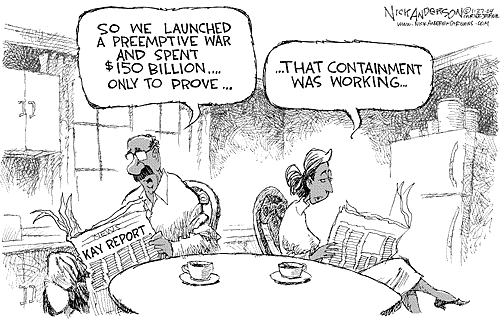 NICK ANDERSON
SO WE LAUNCHED
A PREEMPTIVE WAR
AND SPENT
$150 BILLION....
ONLY TO PROVE...
...THAT CONTAINMENT
WAS WORKING...
NEWS
KAY REPORT